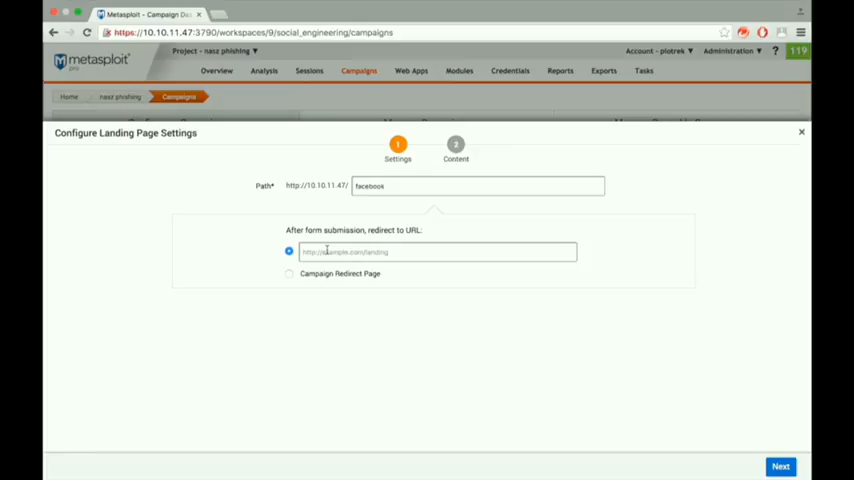 Metasploit - Campaign Das
https://10.10.11.47:3790/workspaces/9/social_engineering/campaigns
metasploit
pro
Project - nasz phishing ▼
Account - piotrek ▼
Administration ▼
?
119
Overview
Analysis
Sessions
Campaigns
Web Apps
Modules
Credentials
Reports
Exports
Tasks
Home
nasz phishing
Campaigns
Configure Landing Page Settings
1
2
Settings
Content
Path*
http://10.10.11.47/
facebook
After form submission, redirect to URL:
http://example.com/landing
Campaign Redirect Page
Next